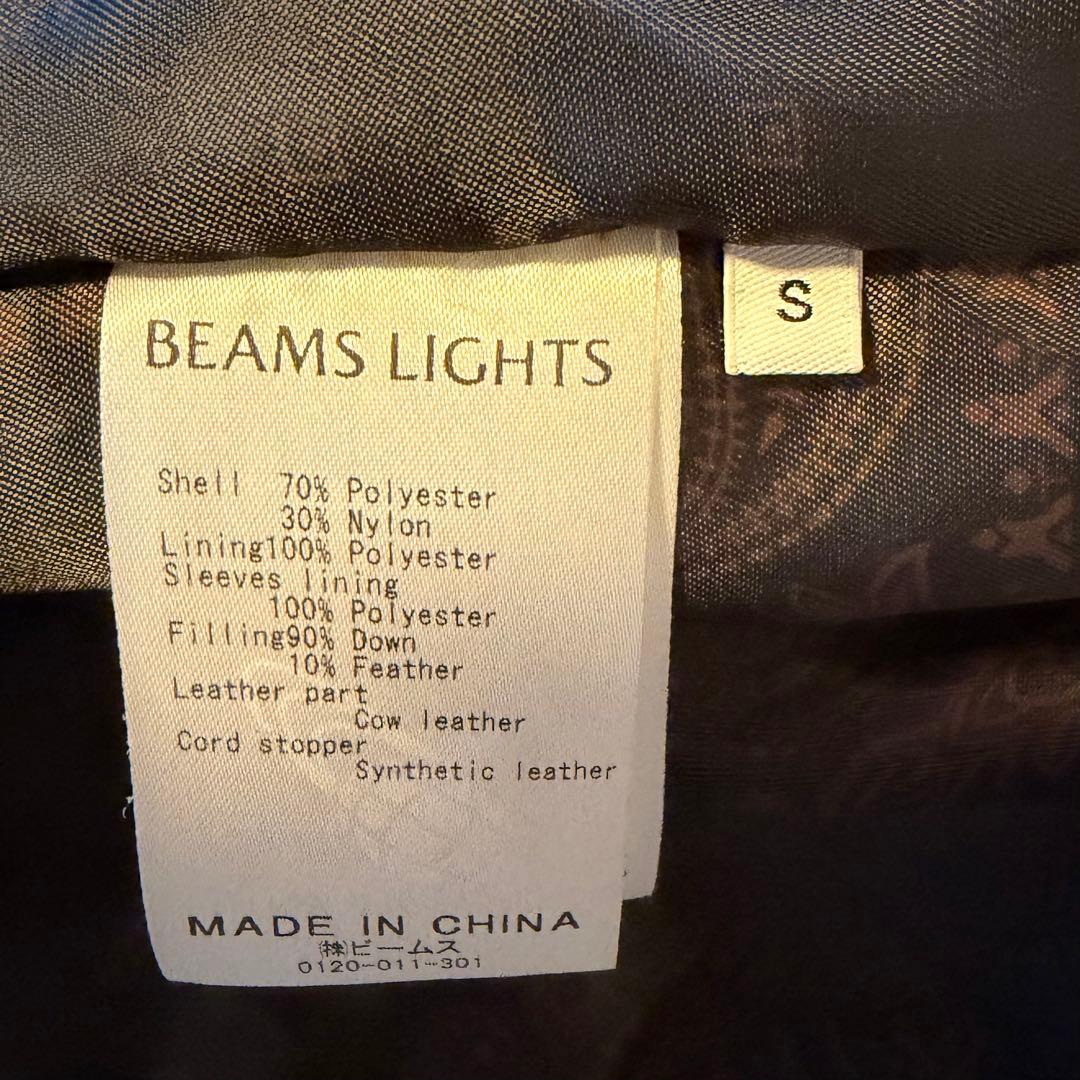 BEAMS LIGHTS
S
Shell 70% Polyester
30% Nylon
Lining100% Polyester
Sleeves lining
100% Polyester
Filling90% Down
10% Feather
Leather part
Cow leather
Cord stopper
Synthetic leather
MADE IN CHINA
㈱ビームス
0120-011-301